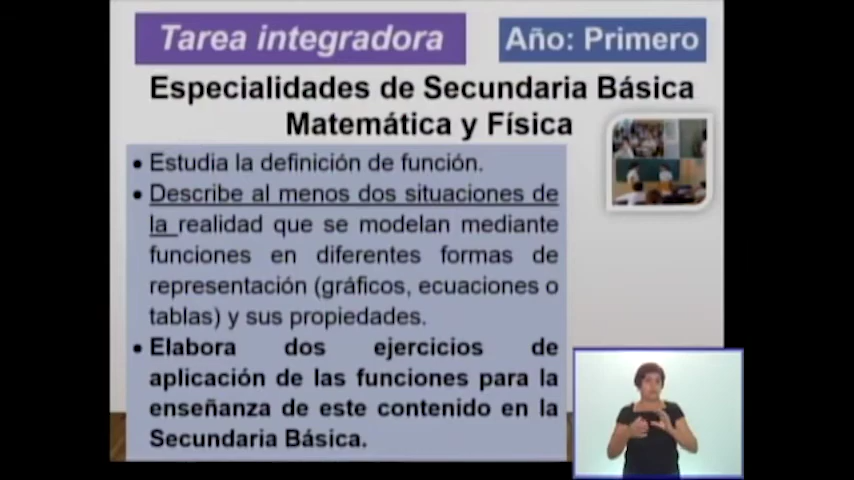 Tarea integradora
Año: Primero
Especialidades de Secundaria Básica
Matemática y Física
• Estudia la definición de función.
• Describe al menos dos situaciones de
la realidad que se modelan mediante
funciones en diferentes formas de
representación (gráficos, ecuaciones o
tablas) y sus propiedades.
• Elabora dos ejercicios de
aplicación de las funciones para la
enseñanza de este contenido en la
Secundaria Básica.